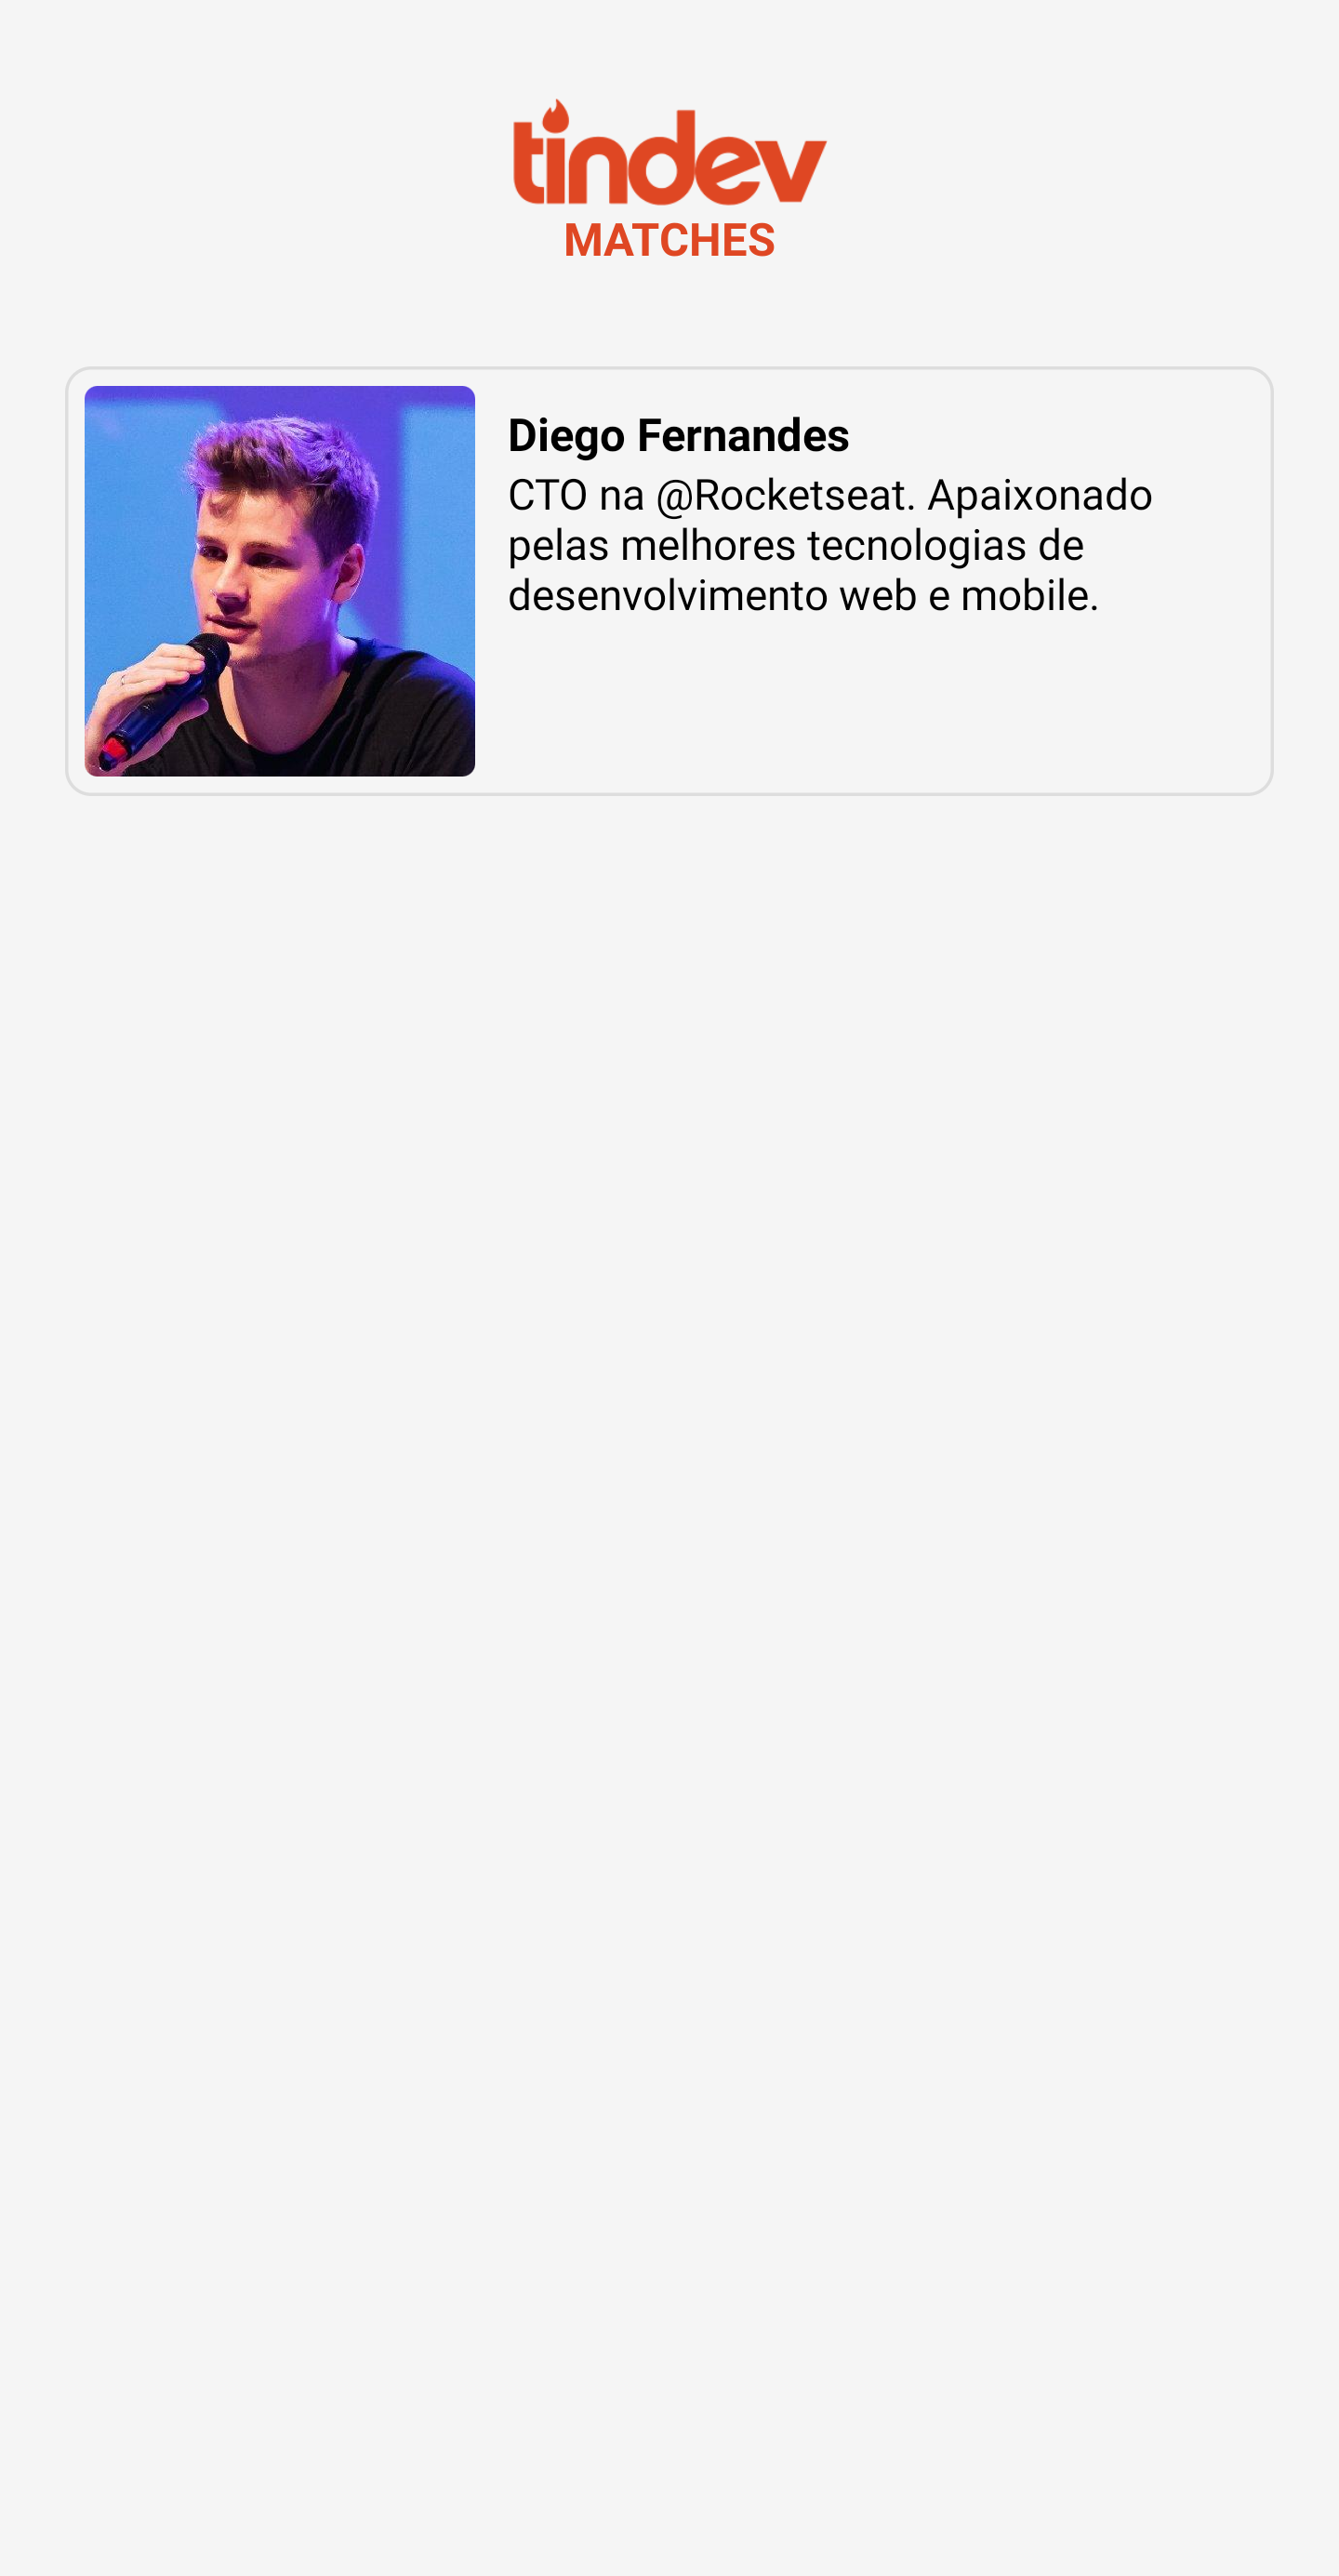 tindev
MATCHES
Diego Fernandes
CTO na @Rocketseat. Apaixonado
pelas melhores tecnologias de
desenvolvimento web e mobile.